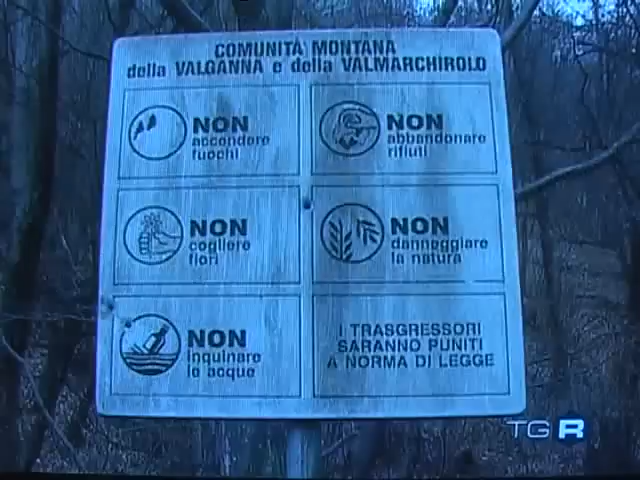 COMUNITÀ MONTANA
della VALGANNA e della VALMARCHIROLO
NON
accendere
fuochi
NON
abbandonare
rifiuti
NON
cogliere
fiori
NON
danneggiare
la natura
NON
inquinare
le acque
I TRASGRESSORI
SARANNO PUNITI
A NORMA DI LEGGE
TGR